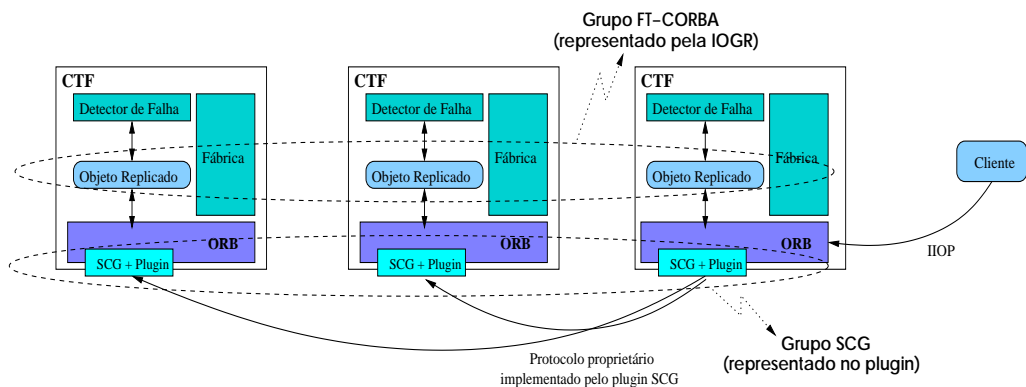 Grupo FT-CORBA
(representado pela IOGR)
CTF
Detector de Falha
Fábrica
Objeto Replicado
ORB
SCG + Plugin
CTF
Detector de Falha
Fábrica
Objeto Replicado
ORB
SCG + Plugin
CTF
Detector de Falha
Fábrica
Objeto Replicado
ORB
SCG + Plugin
Cliente
IIOP
Grupo SCG
(representado no plugin)
Protocolo proprietário
implementado pelo plugin SCG